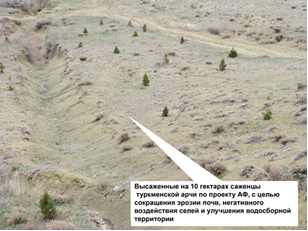 Высаженные на 10 гектарах саженцы
туркменской арчи по проекту АФ, с целью
сокращения эрозии почв, негативного
воздействия селей и улучшения водосборной
территории